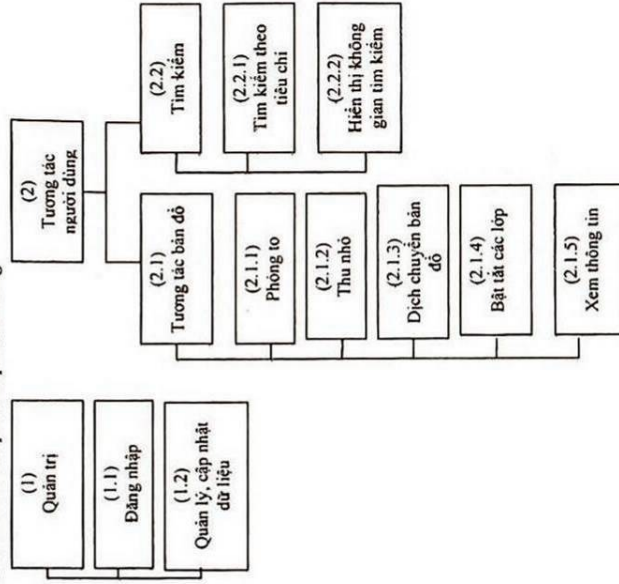 (1)
Quản trị
(1.1)
Đăng nhập
(1.2)
Quản lý, cập nhật
dữ liệu
(2)
Tương tác
người dùng
(2.1)
Tương tác bản đồ
(2.1.1)
Phóng to
(2.1.2)
Thu nhỏ
(2.1.3)
Dịch chuyển bản
đồ
(2.1.4)
Bật tắt các lớp
(2.1.5)
Xem thông tin
(2.2)
Tìm kiếm
(2.2.1)
Tìm kiếm theo
tiêu chí
(2.2.2)
Hiển thị không
gian tìm kiếm